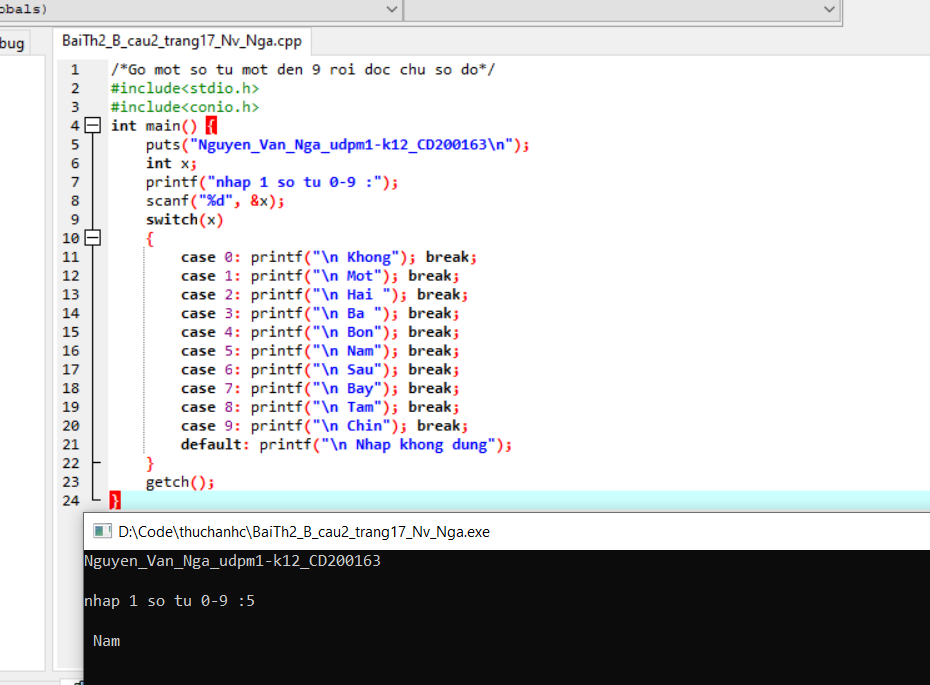 obals)
bug
BaiTh2_B_cau2_trang17_Nv_Nga.cpp
1 /*Go mot so tu mot den 9 roi doc chu so do*/
2 #include<stdio.h>
3 #include<conio.h>
4 int main() {
5 puts("Nguyen_Van_Nga_udpm1-k12_CD200163\n");
6 int x;
7 printf("nhap 1 so tu 0-9 :");
8 scanf("%d", &x);
9 switch(x)
10 {
11 case 0: printf("\n Khong"); break;
12 case 1: printf("\n Mot"); break;
13 case 2: printf("\n Hai "); break;
14 case 3: printf("\n Ba "); break;
15 case 4: printf("\n Bon"); break;
16 case 5: printf("\n Nam"); break;
17 case 6: printf("\n Sau"); break;
18 case 7: printf("\n Bay"); break;
19 case 8: printf("\n Tam"); break;
20 case 9: printf("\n Chin"); break;
21 default: printf("\n Nhap khong dung");
22 }
23 getch();
24 }
D:\Code\thuchanhc\BaiTh2_B_cau2_trang17_Nv_Nga.exe
Nguyen_Van_Nga_udpm1-k12_CD200163
nhap 1 so tu 0-9 :5
Nam